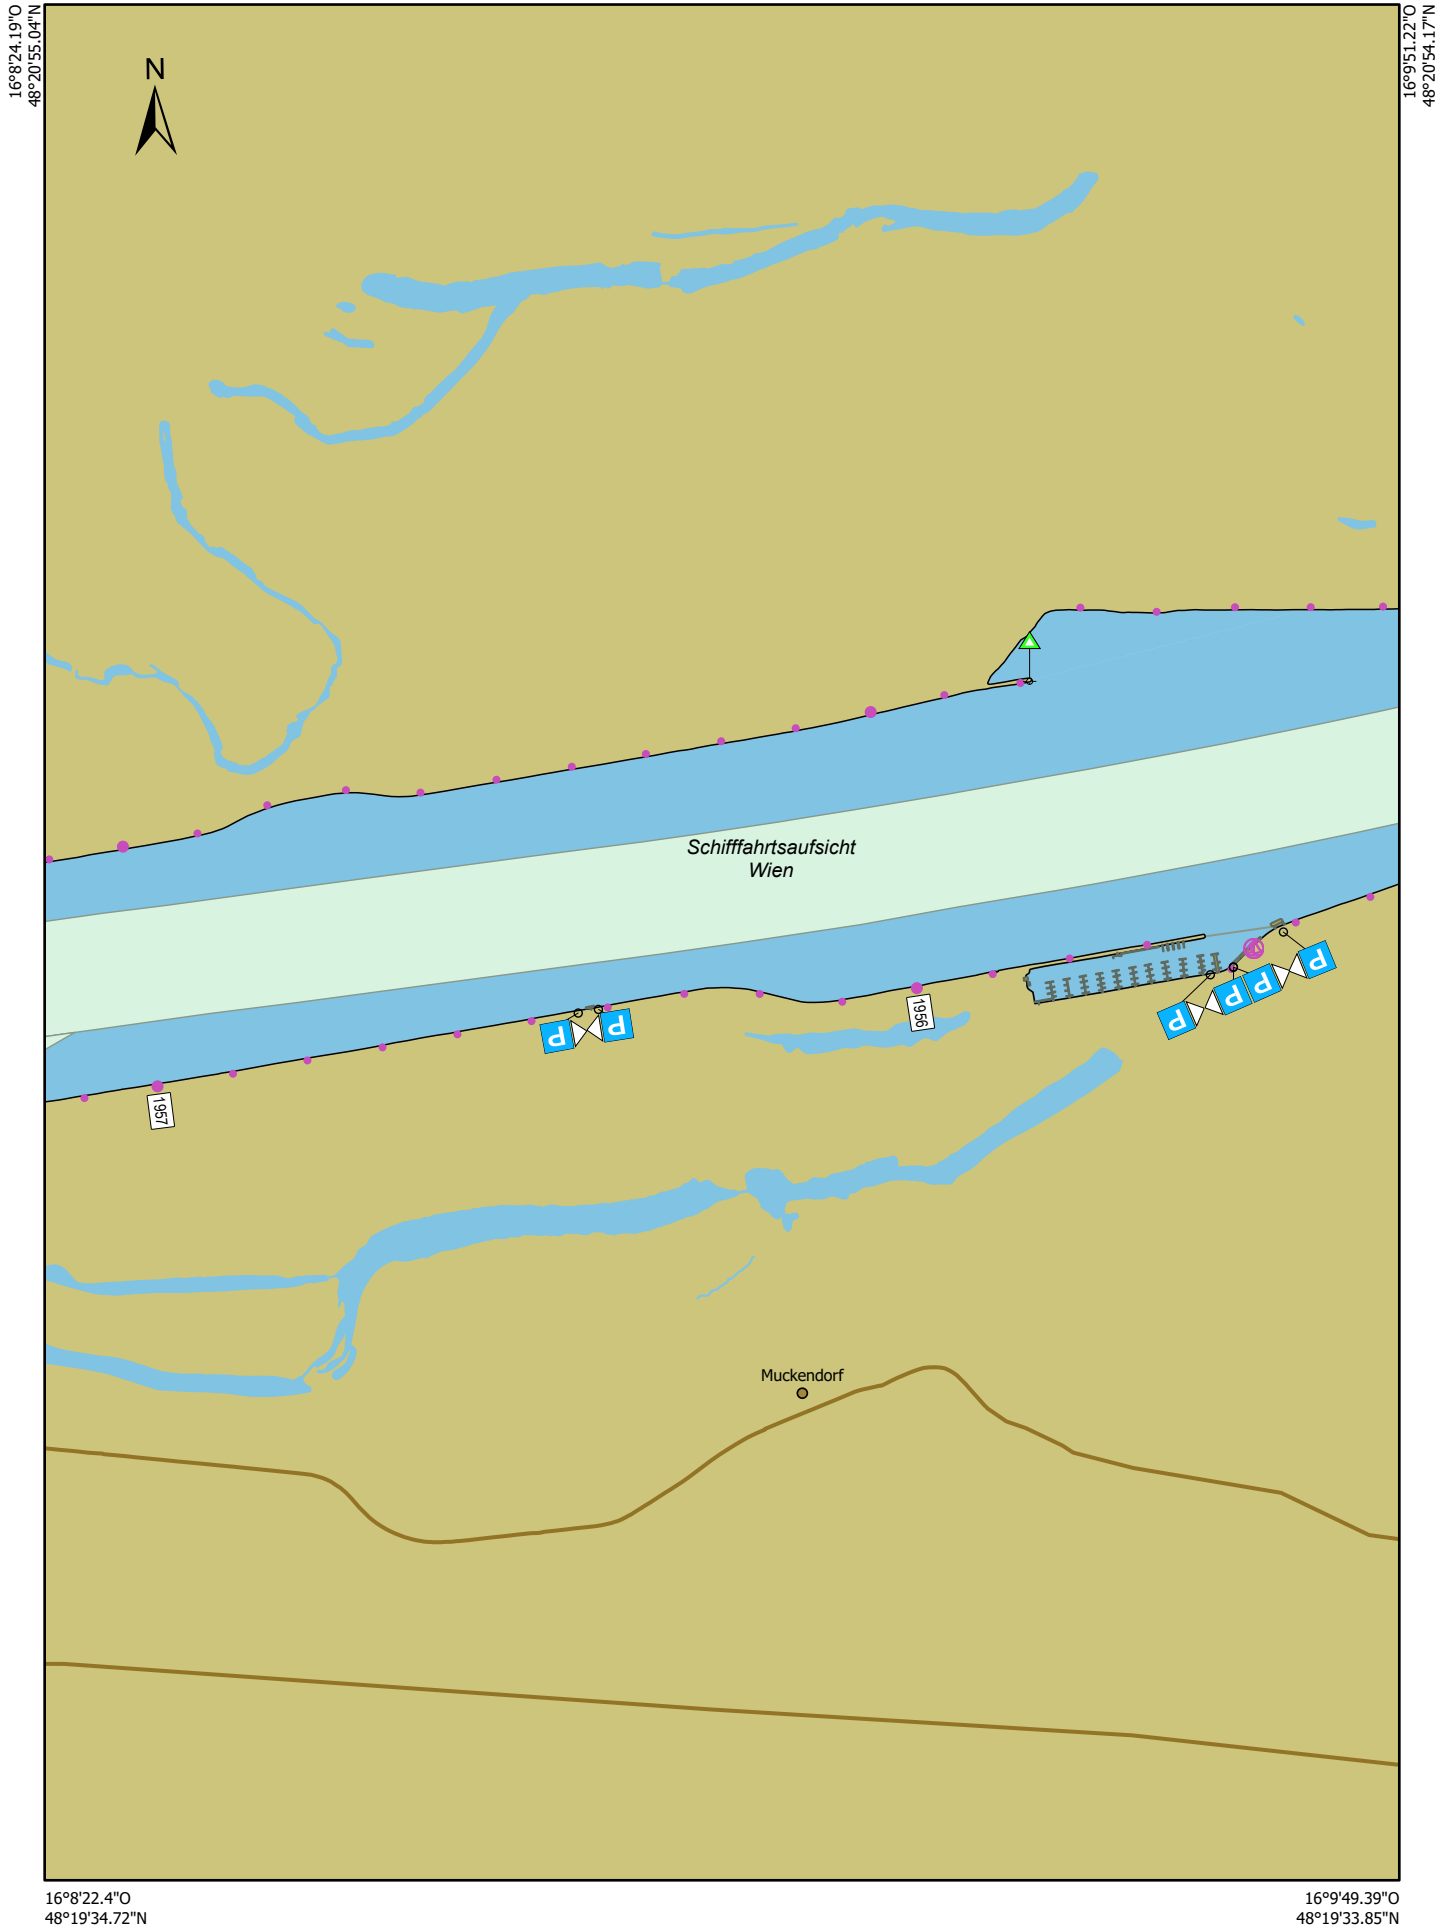 16°8'24.19"O
48°20'55.04"N
16°9'51.22"O
48°20'54.17"N
N
Schifffahrtsaufsicht
Wien
P
P
P
P
P
P
1956
1957
Muckendorf
16°8'22.4"O
48°19'34.72"N
16°9'49.39"O
48°19'33.85"N